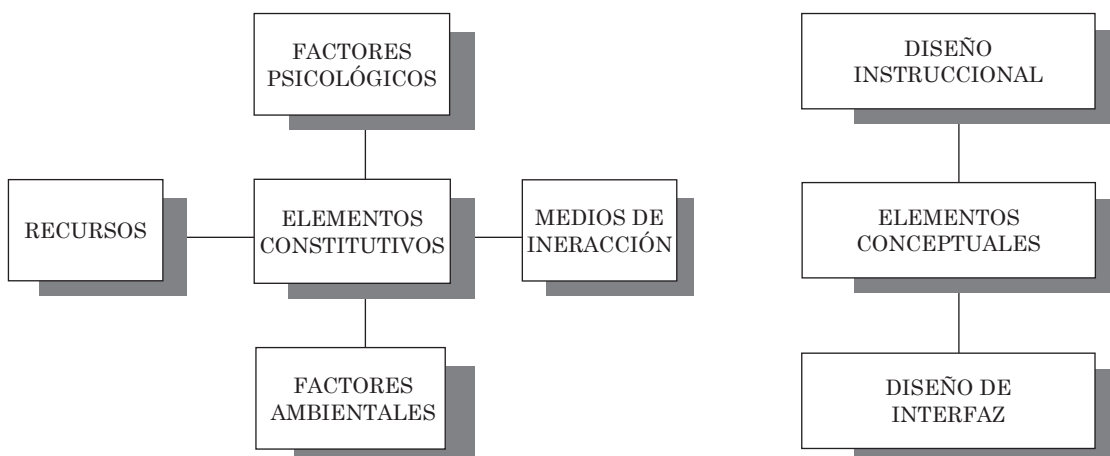 FACTORES
PSICOLÓGICOS
DISEÑO
INSTRUCCIONAL
RECURSOS
ELEMENTOS
CONSTITUTIVOS
MEDIOS DE
INERACCIÓN
ELEMENTOS
CONCEPTUALES
FACTORES
AMBIENTALES
DISEÑO DE
INTERFAZ